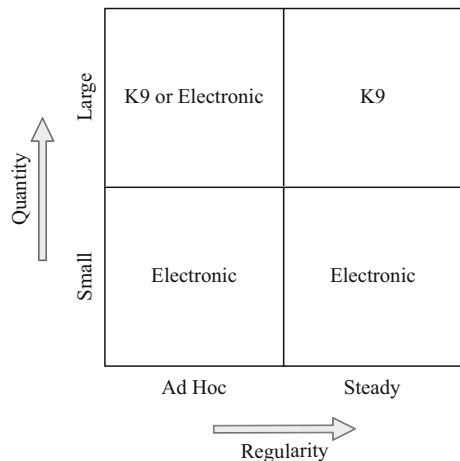 Quantity
Large
K9 or Electronic
K9
Small
Electronic
Electronic
Ad Hoc
Steady
Regularity